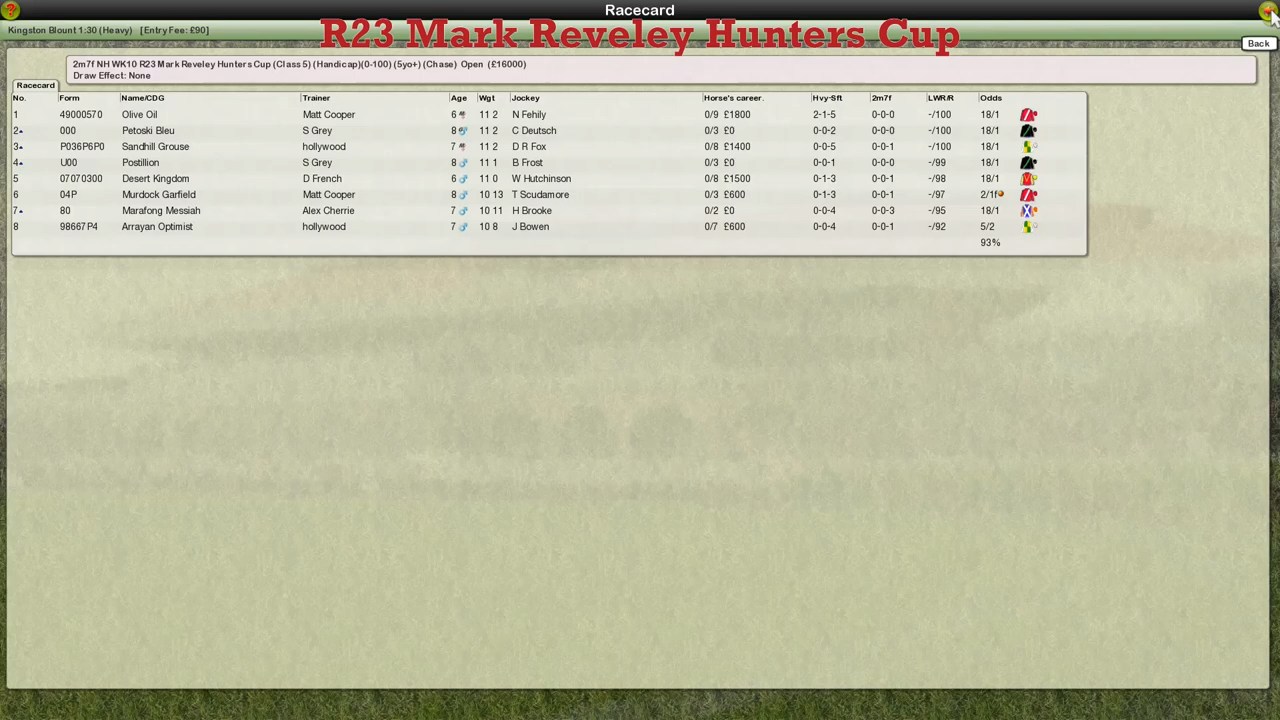 Racecard
Kingston Blount 1:30 (Heavy) [Entry Fee: £90]
R23 Mark Reveley Hunters Cup
Back
2m7f NH WK10 R23 Mark Reveley Hunters Cup (Class 5) (Handicap)(0-100) (5yo+) (Chase) Open (£16000)
Draw Effect: None
Racecard
No. Form Name/CDG Trainer Age Wgt Jockey Horse's career. Hvy-Sft 2m7f LWR/R Odds
1 49000570 Olive Oil Matt Cooper 6 11 2 N Fehily 0/9 £1800 2-1-5 0-0-0 -/100 18/1
2 000 Petoski Bleu S Grey 8 11 2 C Deutsch 0/3 £0 0-0-2 0-0-0 -/100 18/1
3 P036P6P0 Sandhill Grouse hollywood 7 11 2 D R Fox 0/8 £1400 0-0-5 0-0-1 -/100 18/1
4 U00 Postillion S Grey 8 11 1 B Frost 0/3 £0 0-0-1 0-0-0 -/99 18/1
5 07070300 Desert Kingdom D French 6 11 0 W Hutchinson 0/8 £1500 0-1-3 0-0-1 -/98 18/1
6 04P Murdock Garfield Matt Cooper 8 10 13 T Scudamore 0/3 £600 0-1-3 0-0-1 -/97 2/1f
7 80 Marafong Messiah Alex Cherrie 7 10 11 H Brooke 0/2 £0 0-0-4 0-0-3 -/95 18/1
8 98667P4 Arrayan Optimist hollywood 7 10 8 J Bowen 0/7 £600 0-0-4 0-0-1 -/92 5/2
93%